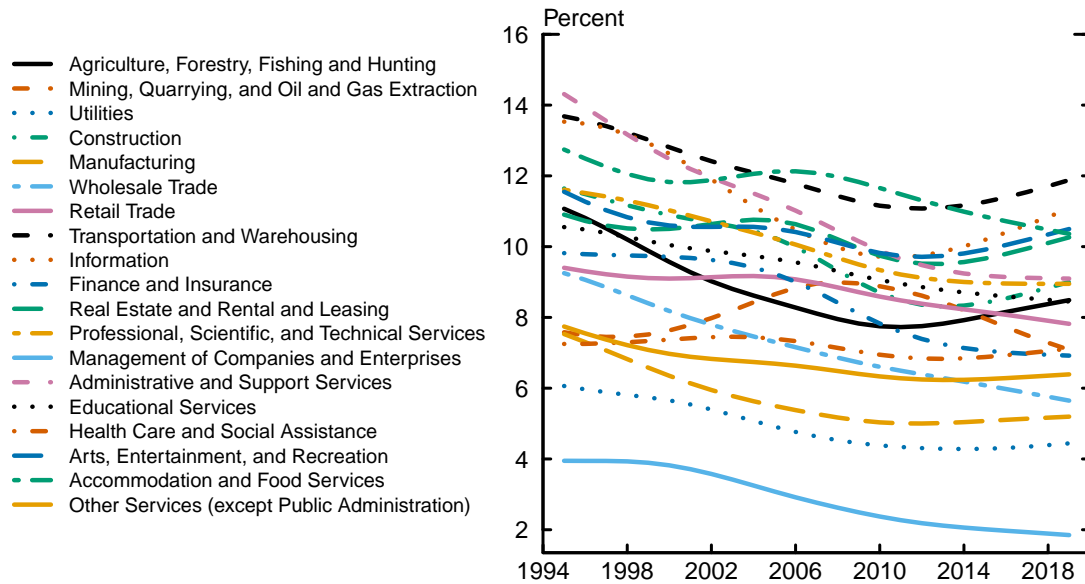 Percent
16
14
12
10
8
6
4
2
1994 1998 2002 2006 2010 2014 2018
Agriculture, Forestry, Fishing and Hunting
Mining, Quarrying, and Oil and Gas Extraction
Utilities
Construction
Manufacturing
Wholesale Trade
Retail Trade
Transportation and Warehousing
Information
Finance and Insurance
Real Estate and Rental and Leasing
Professional, Scientific, and Technical Services
Management of Companies and Enterprises
Administrative and Support Services
Educational Services
Health Care and Social Assistance
Arts, Entertainment, and Recreation
Accommodation and Food Services
Other Services (except Public Administration)